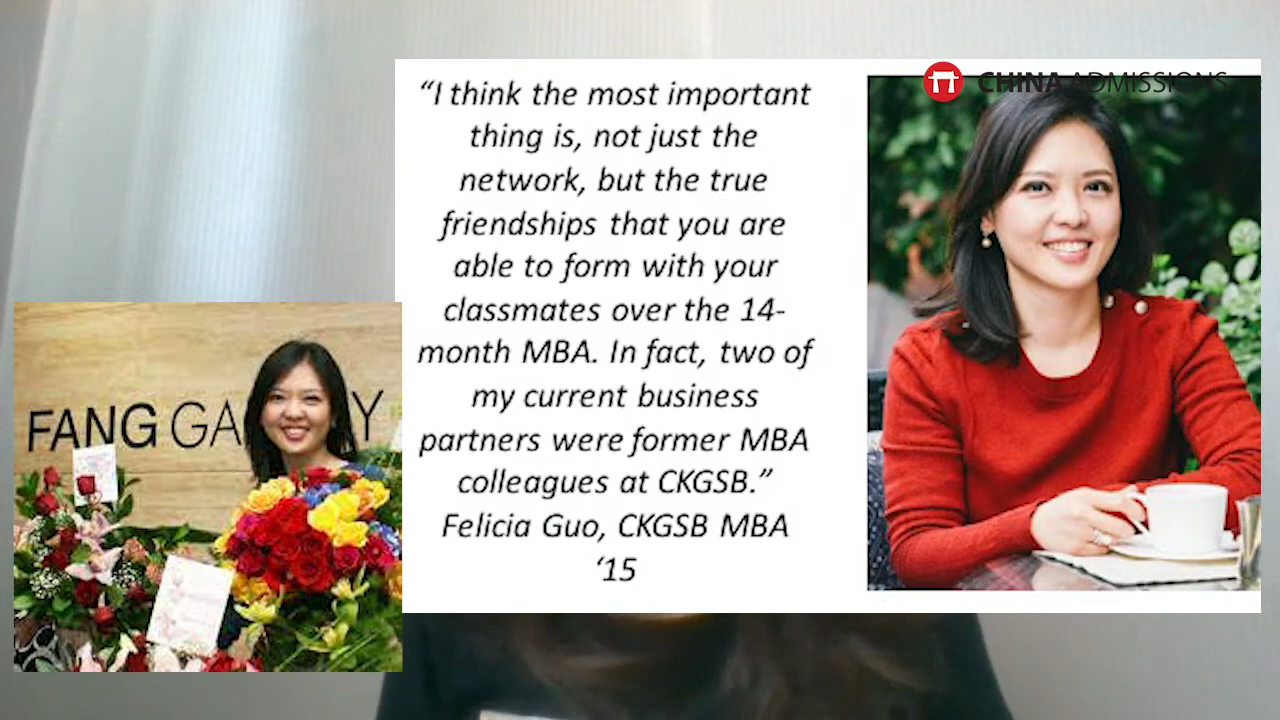 CHINA ADMISSIONS
“I think the most important
thing is, not just the
network, but the true
friendships that you are
able to form with your
classmates over the 14-
month MBA. In fact, two of
my current business
partners were former MBA
colleagues at CKGSB.”
Felicia Guo, CKGSB MBA
‘15
FANG GA Y